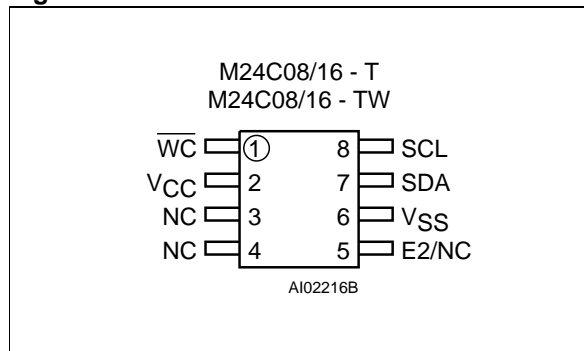 M24C08/16 - T
M24C08/16 - TW
WC 1 8 SCL
VCC 2 7 SDA
NC 3 6 VSS
NC 4 5 E2/NC
AI02216B